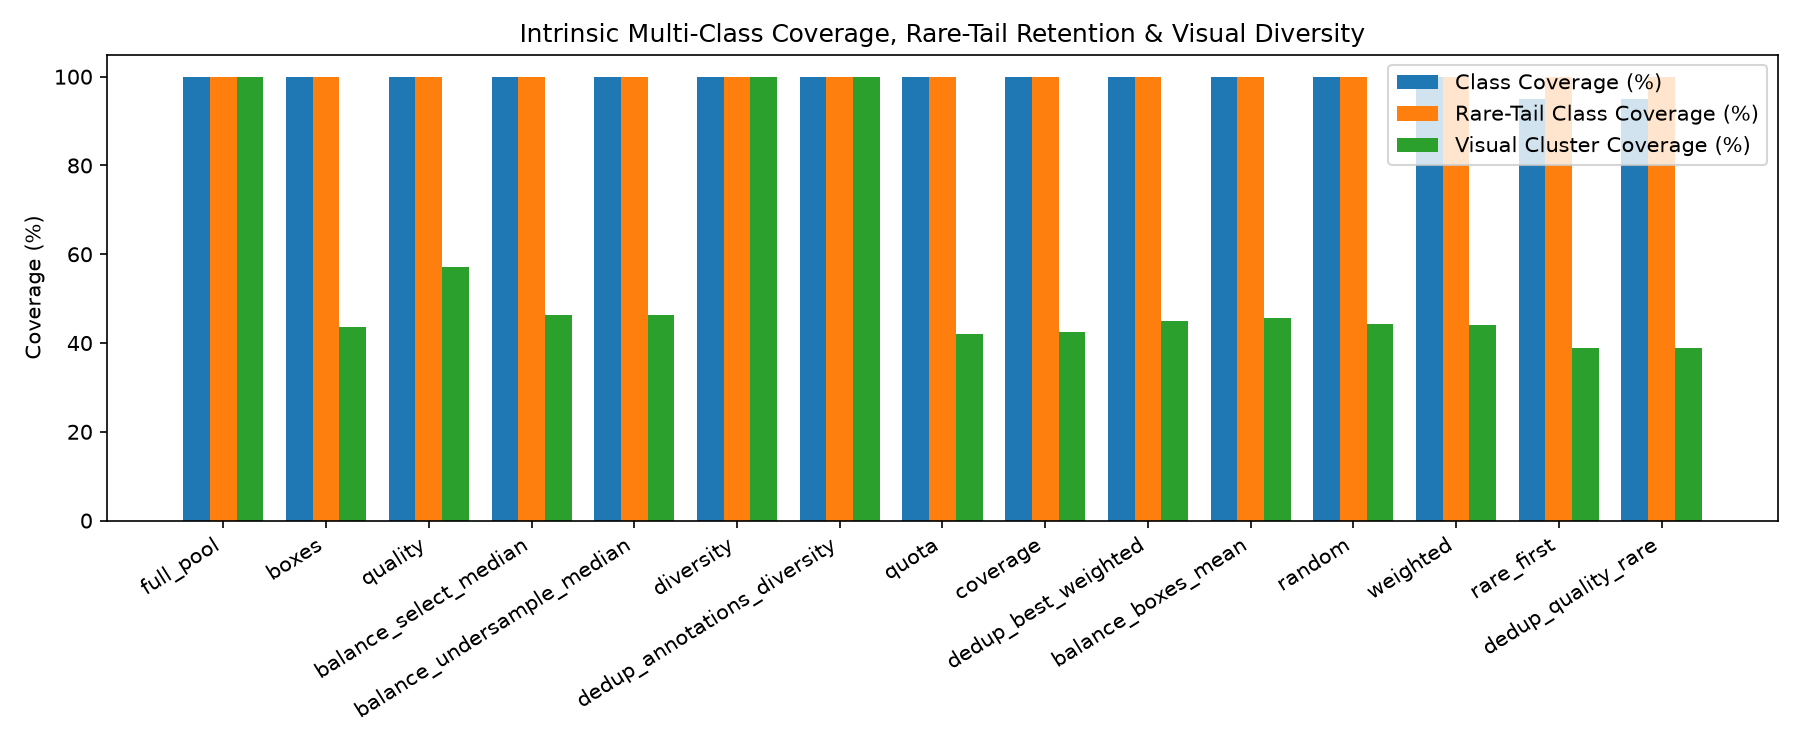 Intrinsic Multi-Class Coverage, Rare-Tail Retention & Visual Diversity
Class Coverage (%)
Rare-Tail Class Coverage (%)
Visual Cluster Coverage (%)
Coverage (%)
100
80
60
40
20
0
full_pool
boxes
quality
balance_select_median
balance_undersample_median
diversity
dedup_annotations_diversity
quota
coverage
dedup_best_weighted
balance_boxes_mean
random
weighted
rare_first
dedup_quality_rare